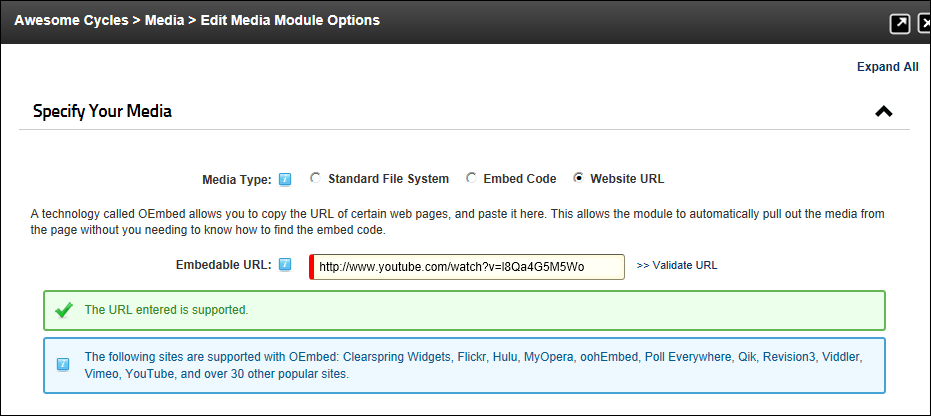 Awesome Cycles > Media > Edit Media Module Options
Expand All
Specify Your Media
Media Type: Standard File System Embed Code Website URL
A technology called OEmbed allows you to copy the URL of certain web pages, and paste it here. This allows the module to automatically pull out the media from
the page without you needing to know how to find the embed code.
Embedable URL: http://www.youtube.com/watch?v=l8Qa4G5M5Wo >> Validate URL
The URL entered is supported.
The following sites are supported with OEmbed: Clearspring Widgets, Flickr, Hulu, MyOpera, oohEmbed, Poll Everywhere, Qik, Revision3, Viddler,
Vimeo, YouTube, and over 30 other popular sites.